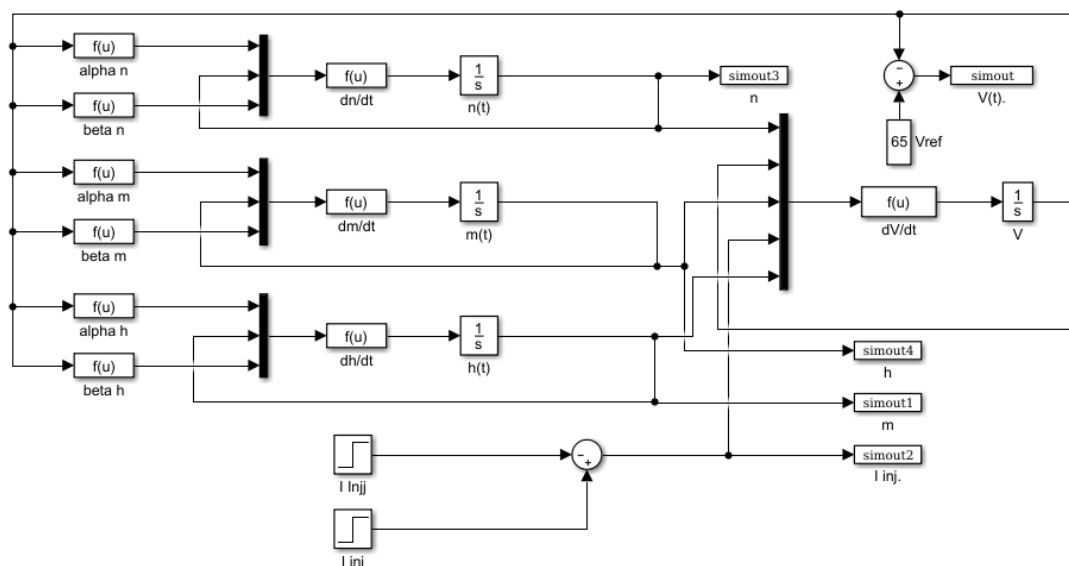 f(u)
alpha n
f(u)
beta n
f(u)
dn/dt
1
s
n(t)
simout3
n
−
+
simout
V(t).
65
Vref
f(u)
alpha m
f(u)
beta m
f(u)
dm/dt
1
s
m(t)
f(u)
dV/dt
1
s
V
f(u)
alpha h
f(u)
beta h
f(u)
dh/dt
1
s
h(t)
simout4
h
simout1
m
I Injj
−
+
simout2
I inj.
I inj